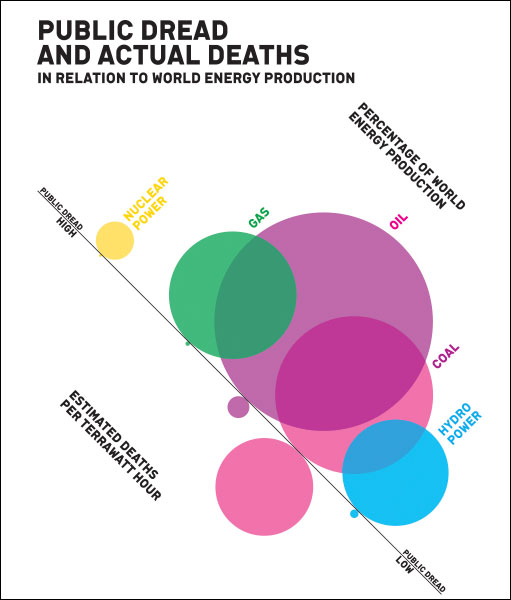 PUBLIC DREAD
AND ACTUAL DEATHS
IN RELATION TO WORLD ENERGY PRODUCTION
PERCENTAGE OF WORLD
ENERGY PRODUCTION
PUBLIC DREAD
HIGH
NUCLEAR
POWER
GAS
OIL
COAL
HYDRO
POWER
ESTIMATED DEATHS
PER TERRAWATT HOUR
PUBLIC DREAD
LOW